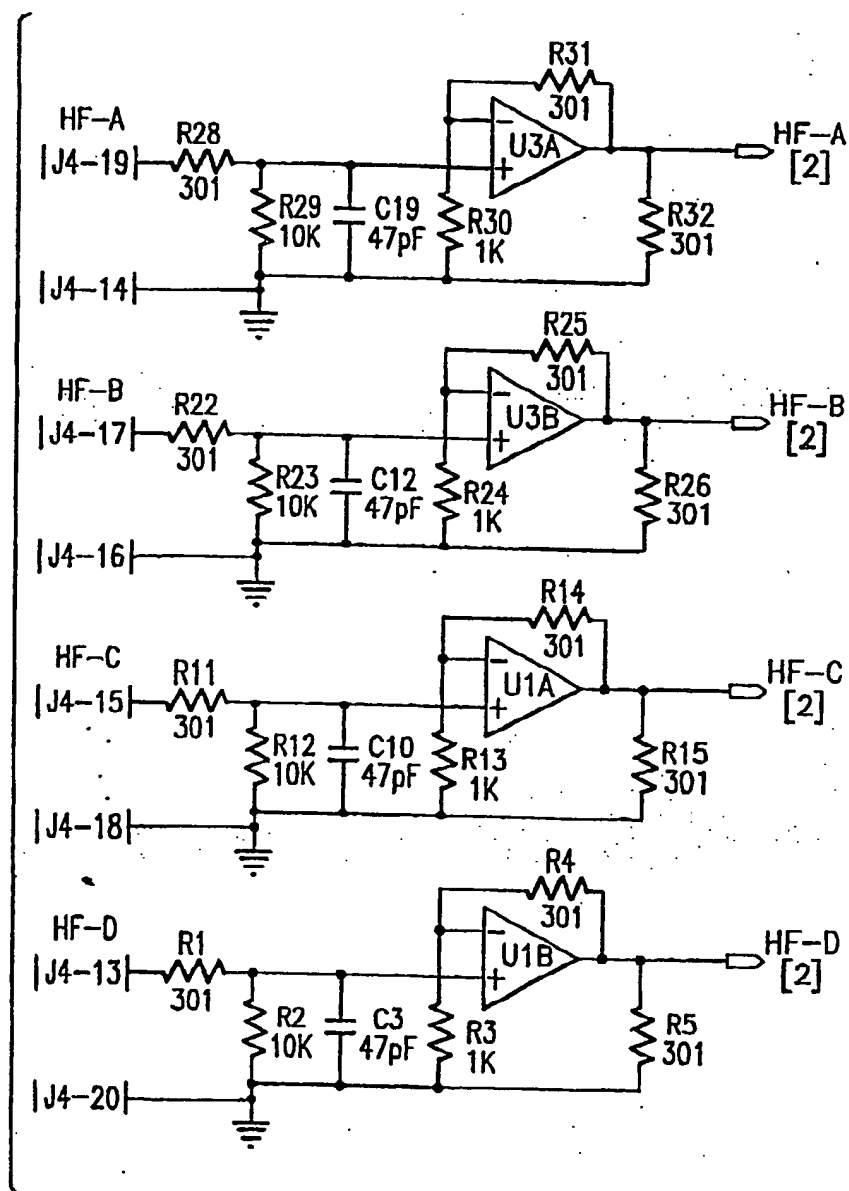 R31
301
HF-A
R28
U3A
HF-A
[2]
|J4-19|
301
R29
10K
C19
47pF
R30
1K
R32
301
|J4-14|
R25
301
HF-B
R22
U3B
HF-B
[2]
|J4-17|
301
R23
10K
C12
47pF
R24
1K
R26
301
|J4-16|
R14
301
HF-C
R11
U1A
HF-C
[2]
|J4-15|
301
R12
10K
C10
47pF
R13
1K
R15
301
|J4-18|
R4
301
HF-D
R1
U1B
HF-D
[2]
|J4-13|
301
R2
10K
C3
47pF
R3
1K
R5
301
|J4-20|